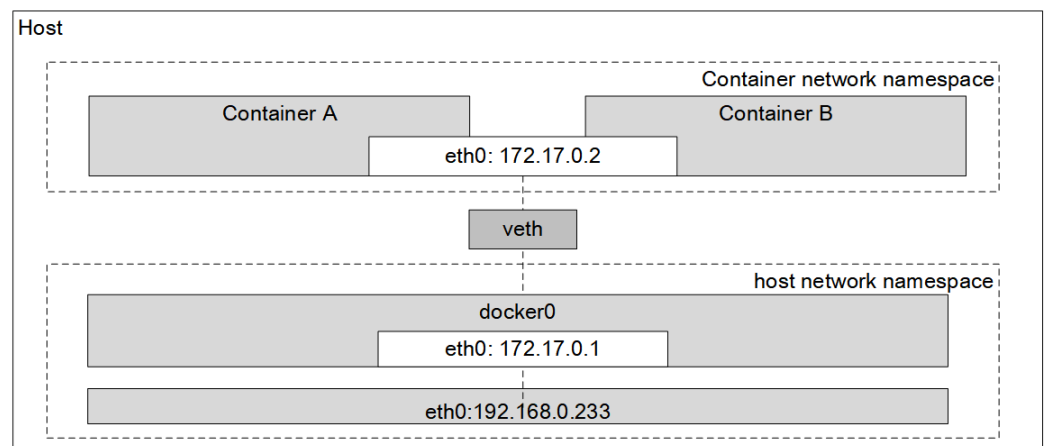 Host
Container network namespace
Container A
Container B
eth0: 172.17.0.2
veth
host network namespace
docker0
eth0: 172.17.0.1
eth0:192.168.0.233